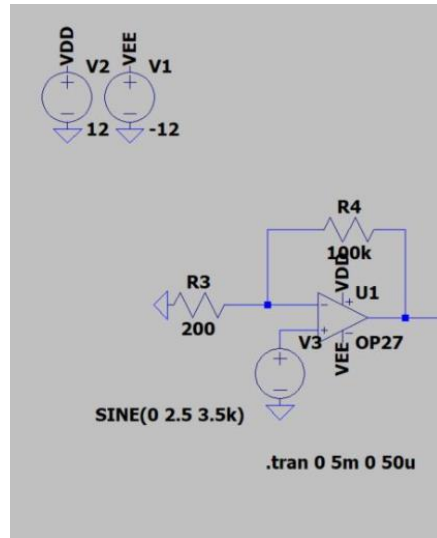 VDD
VEE
V2
V1
12
-12
R4
100k
VDD
R3
U1
200
V3
VEE
OP27
SINE(0 2.5 3.5k)
.tran 0 5m 0 50u